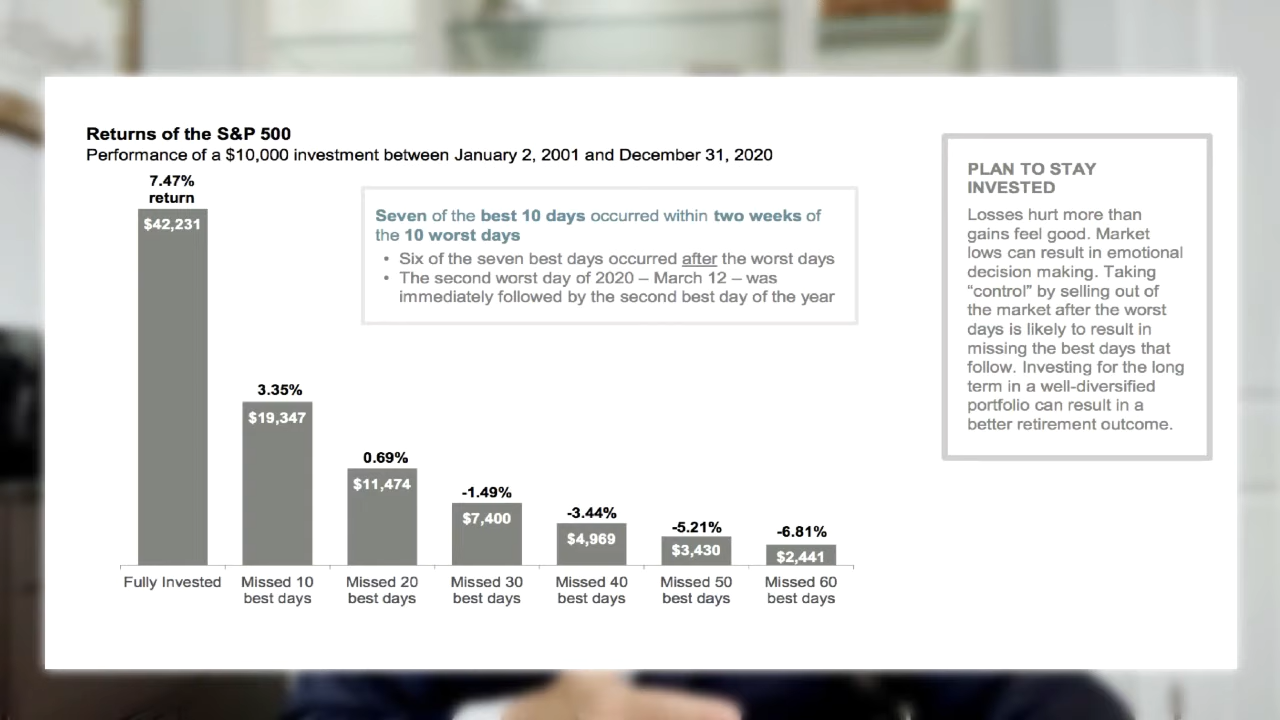 Returns of the S&P 500
Performance of a $10,000 investment between January 2, 2001 and December 31, 2020
7.47%
return
$42,231
3.35%
$19,347
0.69%
$11,474
-1.49%
$7,400
-3.44%
$4,969
-5.21%
$3,430
-6.81%
$2,441
Fully Invested
Missed 10
best days
Missed 20
best days
Missed 30
best days
Missed 40
best days
Missed 50
best days
Missed 60
best days
Seven of the best 10 days occurred within two weeks of
the 10 worst days
• Six of the seven best days occurred after the worst days
• The second worst day of 2020 – March 12 – was
immediately followed by the second best day of the year
PLAN TO STAY
INVESTED
Losses hurt more than
gains feel good. Market
lows can result in emotional
decision making. Taking
“control” by selling out of
the market after the worst
days is likely to result in
missing the best days that
follow. Investing for the long
term in a well-diversified
portfolio can result in a
better retirement outcome.